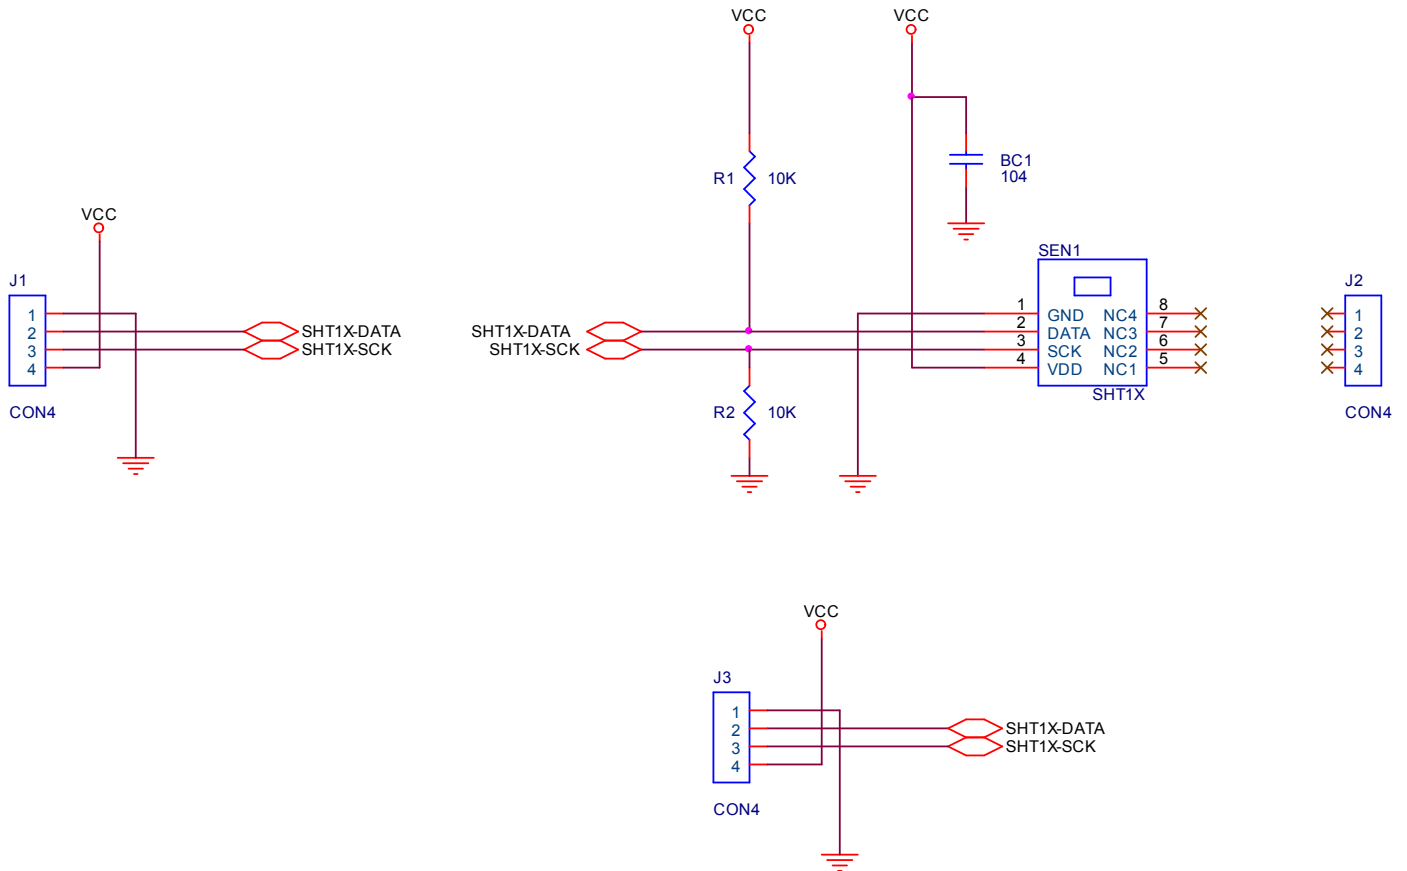 VCC
VCC
R1 10K
BC1
104
VCC
SEN1
J1
J2
1
2
3
4
SHT1X-DATA
SHT1X-SCK
SHT1X-DATA
SHT1X-SCK
1 GND NC4 8
2 DATA NC3 7
3 SCK NC2 6
4 VDD NC1 5
1
2
3
4
SHT1X
CON4
R2 10K
CON4
VCC
J3
1
2
3
4
SHT1X-DATA
SHT1X-SCK
CON4